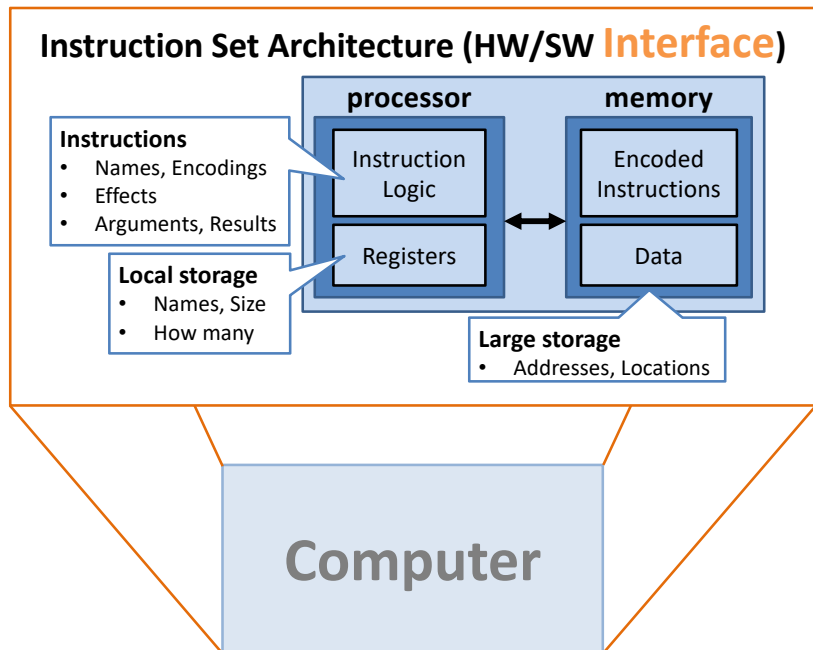 Instruction Set Architecture (HW/SW Interface)
processor
memory
Instructions
• Names, Encodings
• Effects
• Arguments, Results
Instruction
Logic
Encoded
Instructions
Registers
Data
Local storage
• Names, Size
• How many
Large storage
• Addresses, Locations
Computer